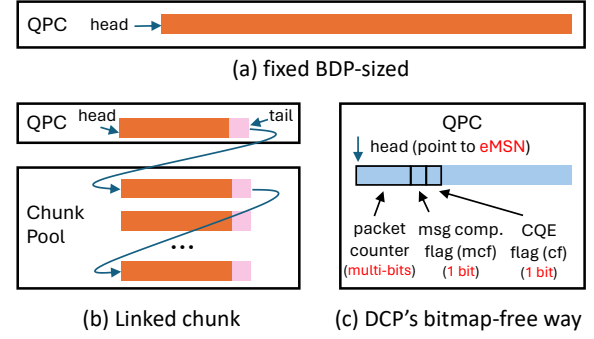 QPC
head
(a) fixed BDP-sized
QPC
head
tail
Chunk
Pool
...
(b) Linked chunk
QPC
head (point to eMSN)
packet
counter
(multi-bits)
msg comp.
flag (mcf)
(1 bit)
CQE
flag (cf)
(1 bit)
(c) DCP's bitmap-free way